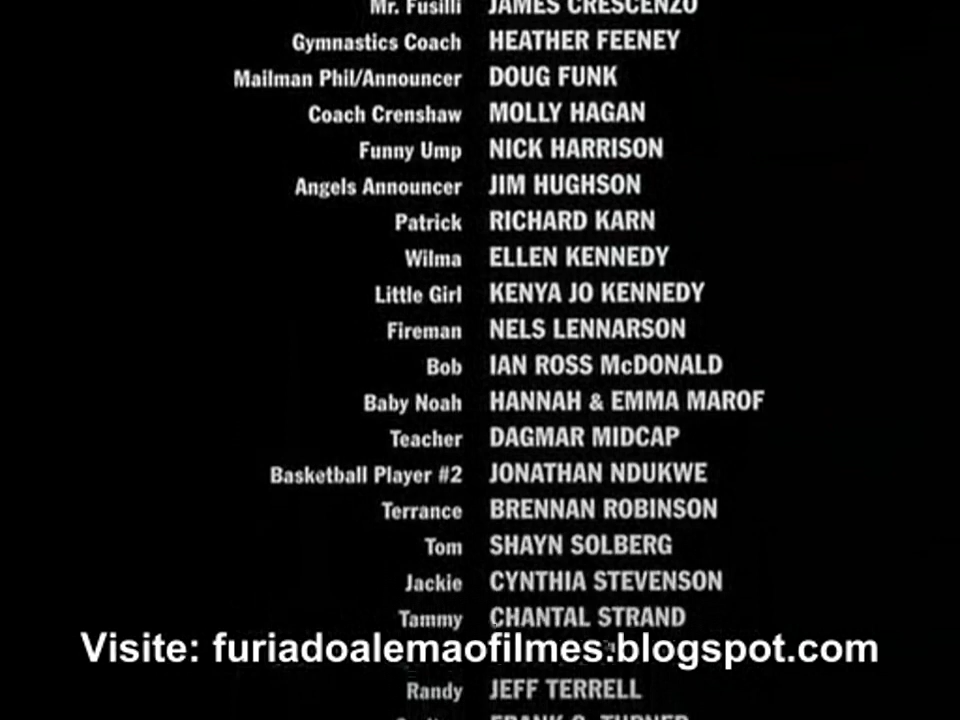 Mr. Fusilli JAMES CRESCENZO
Gymnastics Coach HEATHER FEENEY
Mailman Phil/Announcer DOUG FUNK
Coach Crenshaw MOLLY HAGAN
Funny Ump NICK HARRISON
Angels Announcer JIM HUGHSON
Patrick RICHARD KARN
Wilma ELLEN KENNEDY
Little Girl KENYA JO KENNEDY
Fireman NELS LENNARSON
Bob IAN ROSS McDONALD
Baby Noah HANNAH & EMMA MAROF
Teacher DAGMAR MIDCAP
Basketball Player #2 JONATHAN NDUKWE
Terrance BRENNAN ROBINSON
Tom SHAYN SOLBERG
Jackie CYNTHIA STEVENSON
Tammy CHANTAL STRAND
Visite: furiadoalemaofilmes.blogspot.com
Randy JEFF TERRELL
FRANK C. TURNER